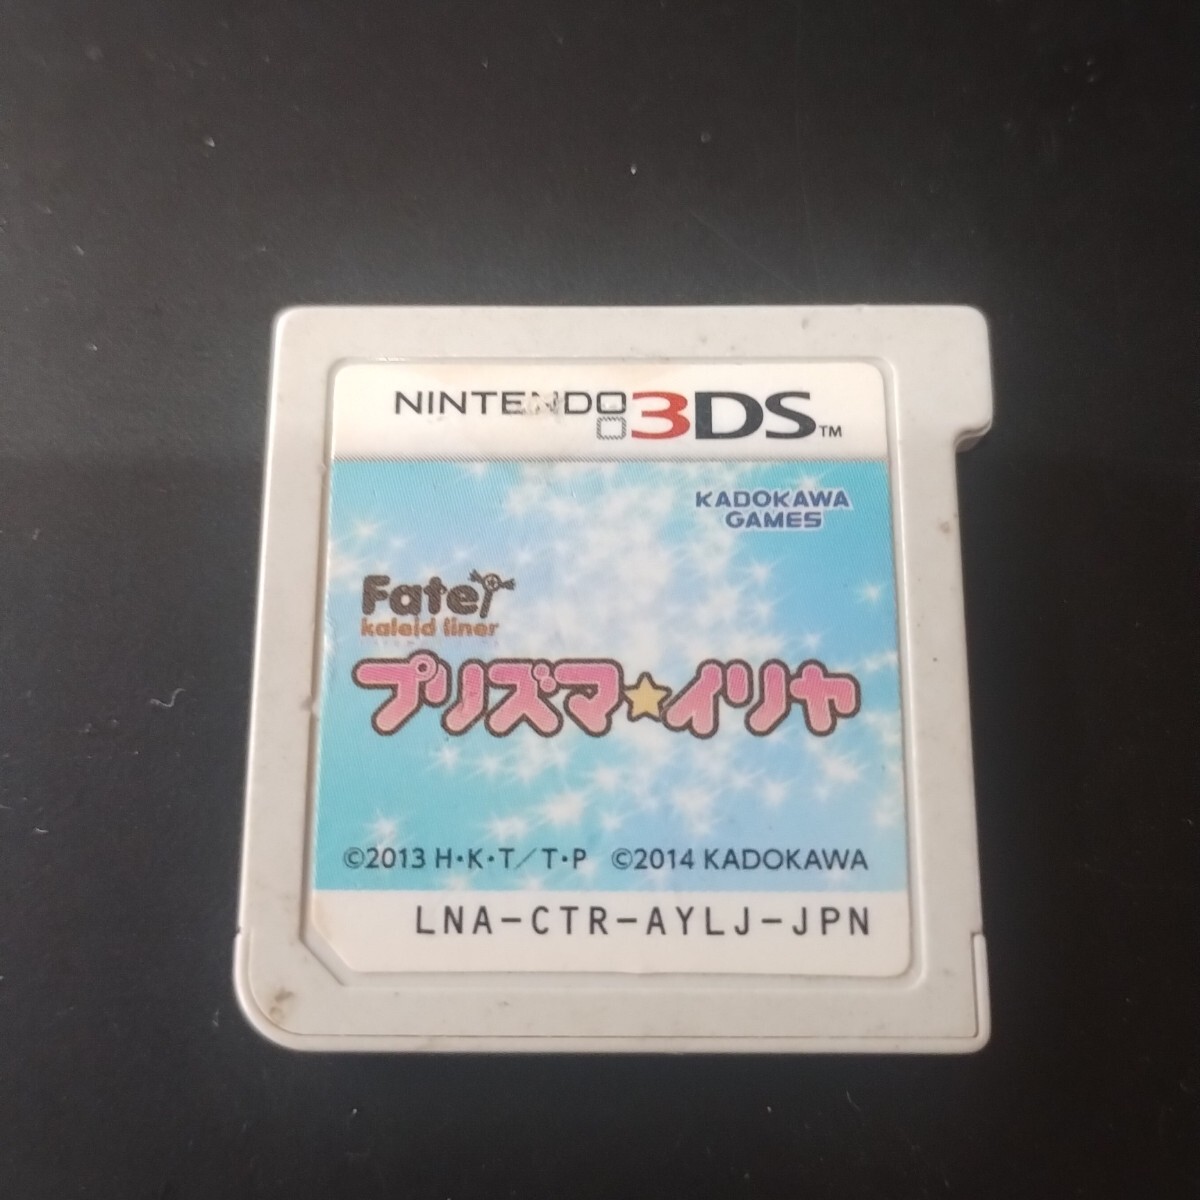 NINTENDO 3DS™
KADOKAWA
GAMES
Fate/
kaleid liner
プリズマ☆イリヤ
©2013 H・K・T／T・P ©2014 KADOKAWA
LNA-CTR-AYLJ-JPN